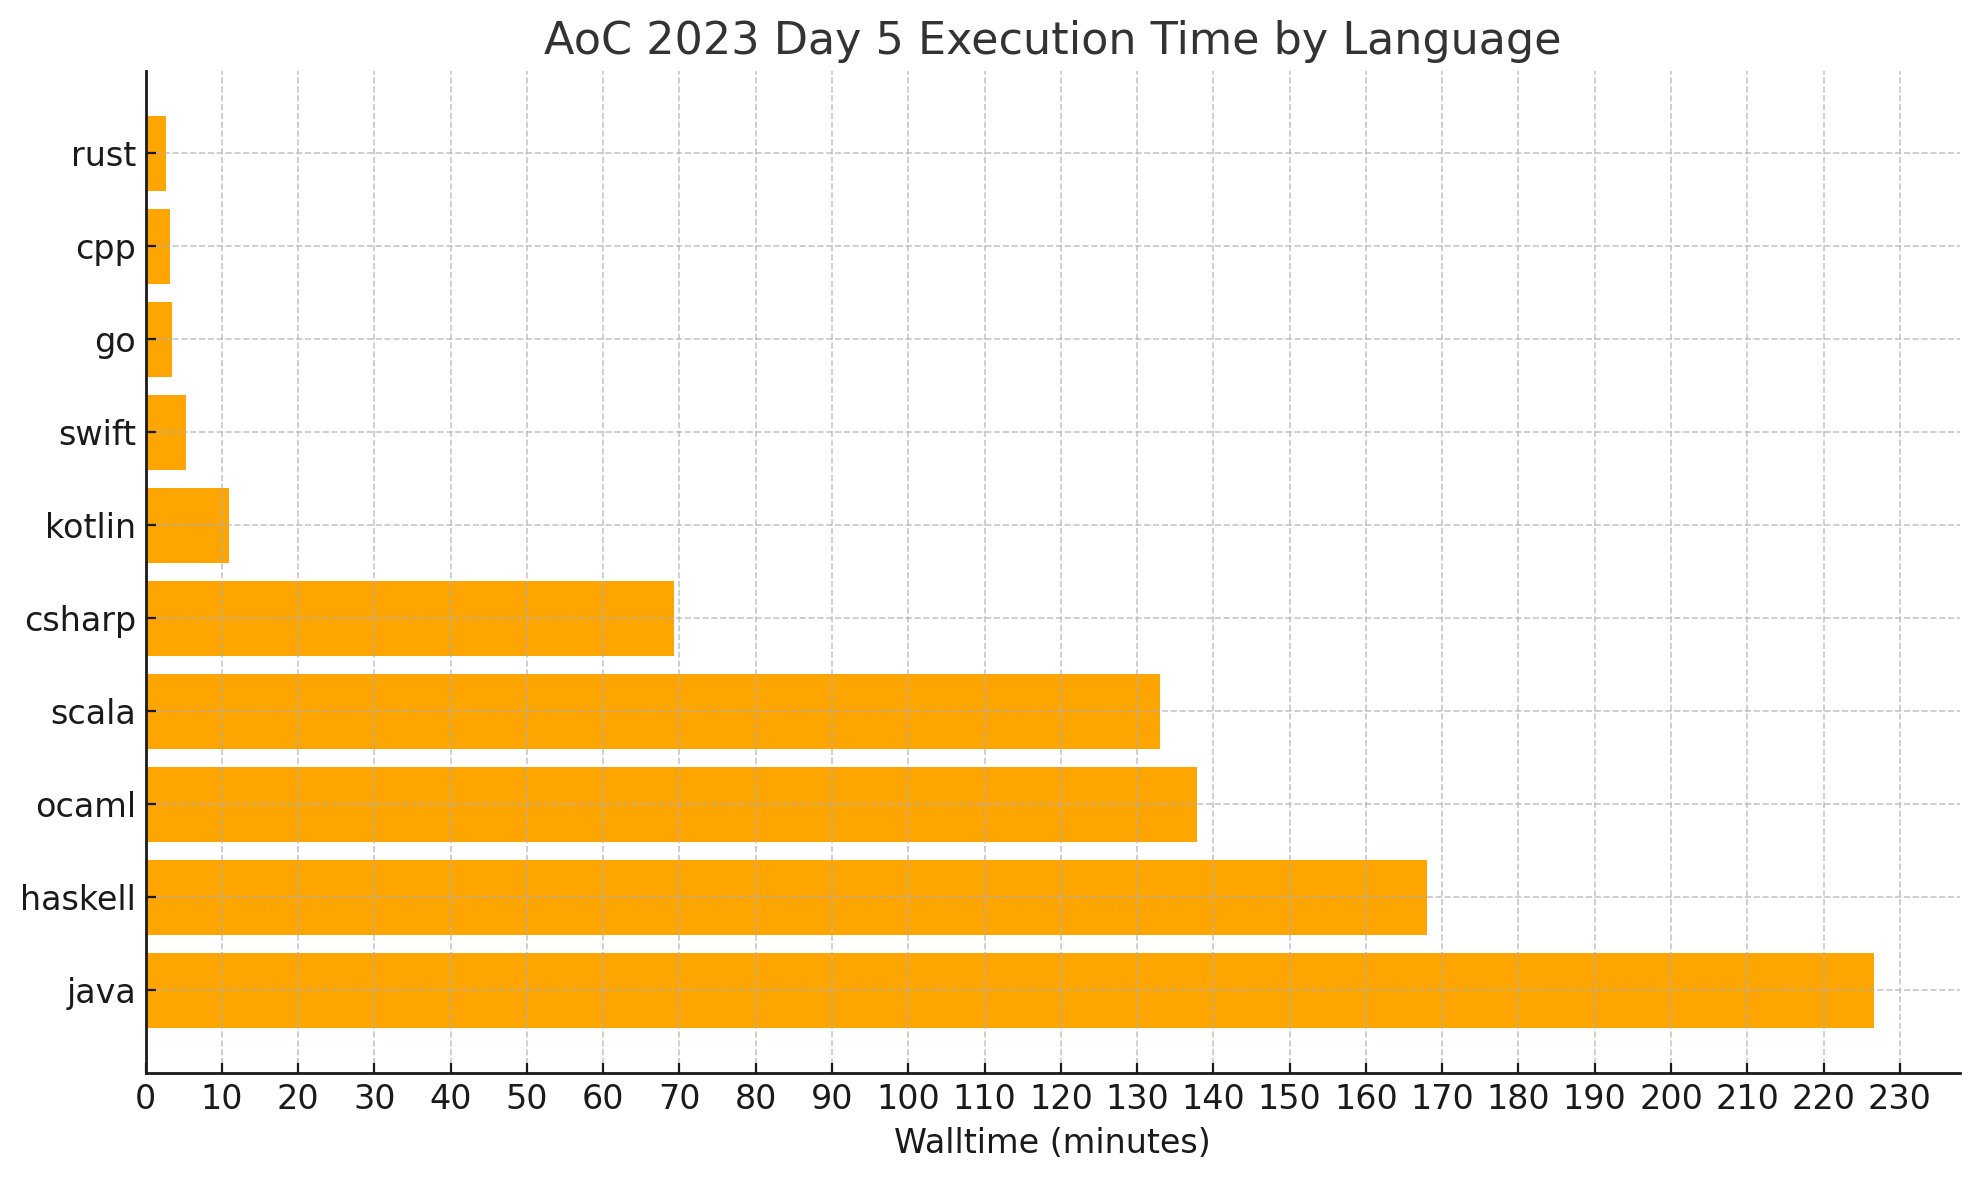 AoC 2023 Day 5 Execution Time by Language
rust
cpp
go
swift
kotlin
csharp
scala
ocaml
haskell
java
0 10 20 30 40 50 60 70 80 90 100 110 120 130 140 150 160 170 180 190 200 210 220 230
Walltime (minutes)